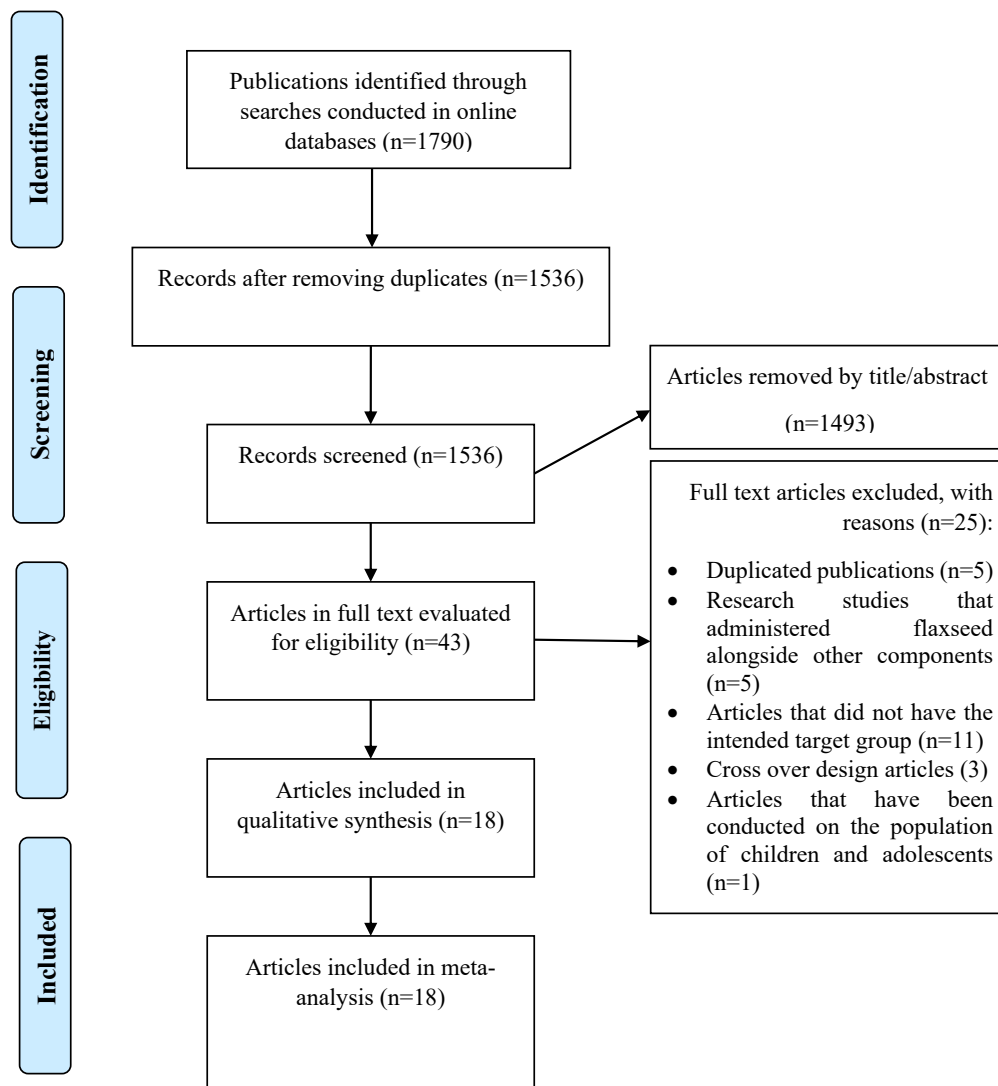 Identification
Publications identified through
searches conducted in online
databases (n=1790)
Records after removing duplicates (n=1536)
Screening
Records screened (n=1536)
Articles removed by title/abstract
(n=1493)
Eligibility
Articles in full text evaluated
for eligibility (n=43)
Full text articles excluded, with
reasons (n=25):
• Duplicated publications (n=5)
• Research studies that
administered flaxseed
alongside other components
(n=5)
• Articles that did not have the
intended target group (n=11)
• Cross over design articles (3)
• Articles that have been
conducted on the population
of children and adolescents
(n=1)
Articles included in
qualitative synthesis (n=18)
Included
Articles included in meta-
analysis (n=18)